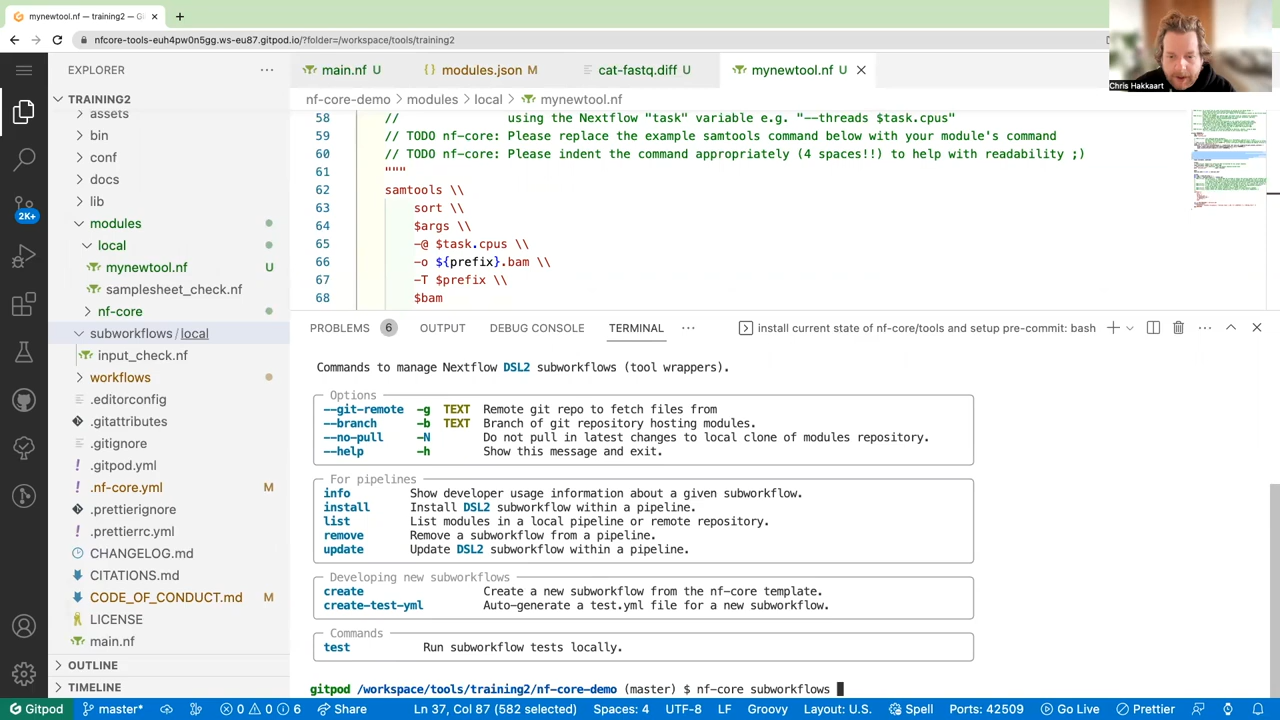 mynewtool.nf — training2 - Git
nfcore-tools-euh4pw0n5gg.ws-eu87.gitpod.io/?folder=/workspace/tools/training2
Chris Hakkaart
EXPLORER
TRAINING2
assets
bin
conf
docs
lib
modules
local
mynewtool.nf U
samplesheet_check.nf
nf-core
subworkflows / local
input_check.nf
workflows
.editorconfig
.gitattributes
.gitignore
.gitpod.yml
.nf-core.yml M
.prettierignore
.prettierrc.yml
CHANGELOG.md
CITATIONS.md
CODE_OF_CONDUCT.md M
LICENSE
main.nf
OUTLINE
TIMELINE
2K+
main.nf U
modules.json M
cat-fastq.diff U
mynewtool.nf U
nf-core-demo > modules > local > mynewtool.nf
58 // using the Nextflow "task" variable e.g. "--threads $task.cpus"
59 // TODO nf-core: Please replace the example samtools command below with your module's command
60 // TODO nf-core: Please indent the command appropriately (4 spaces!!) to help with readability ;)
61 """
62 samtools \\
63 sort \\
64 $args \\
65 -@ $task.cpus \\
66 -o ${prefix}.bam \\
67 -T $prefix \\
68 $bam
PROBLEMS 6 OUTPUT DEBUG CONSOLE TERMINAL
install current state of nf-core/tools and setup pre-commit: bash
Commands to manage Nextflow DSL2 subworkflows (tool wrappers).
Options
--git-remote -g TEXT Remote git repo to fetch files from
--branch -b TEXT Branch of git repository hosting modules.
--no-pull -N Do not pull in latest changes to local clone of modules repository.
--help -h Show this message and exit.
For pipelines
info Show developer usage information about a given subworkflow.
install Install DSL2 subworkflow within a pipeline.
list List modules in a local pipeline or remote repository.
remove Remove a subworkflow from a pipeline.
update Update DSL2 subworkflow within a pipeline.
Developing new subworkflows
create Create a new subworkflow from the nf-core template.
create-test-yml Auto-generate a test.yml file for a new subworkflow.
Commands
test Run subworkflow tests locally.
gitpod /workspace/tools/training2/nf-core-demo (master) $ nf-core subworkflows
Gitpod master* 0 0 6 Share Ln 37, Col 87 (582 selected) Spaces: 4 UTF-8 LF Groovy Layout: U.S. Spell Ports: 42509 Go Live Prettier